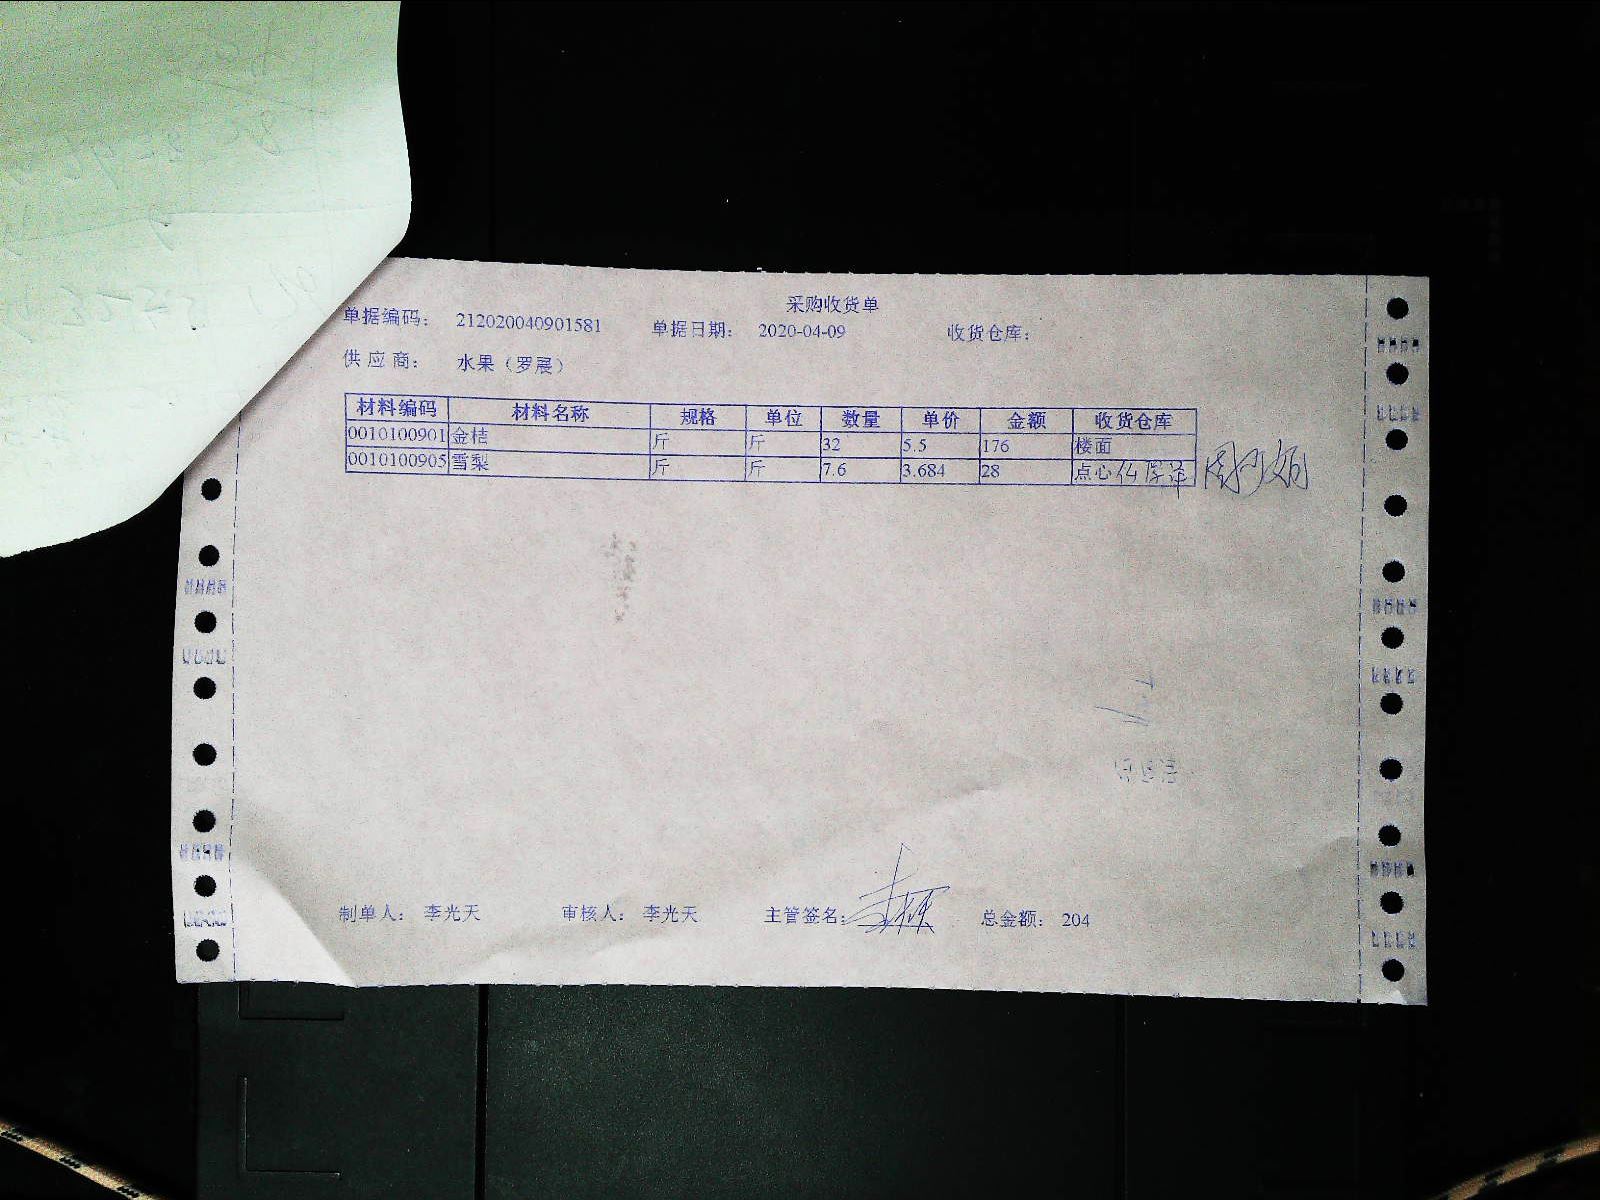 采购收货单
单据编码： 212020040901581 单据日期： 2020-04-09 收货仓库：
供应商： 水果（罗展）
材料编码 材料名称 规格 单位 数量 单价 金额 收货仓库
0010100901 金桔 斤 斤 32 5.5 176 楼面
0010100905 雪梨 斤 斤 7.6 3.684 28 点心
制单人： 李光天 审核人： 李光天 主管签名： 总金额： 204